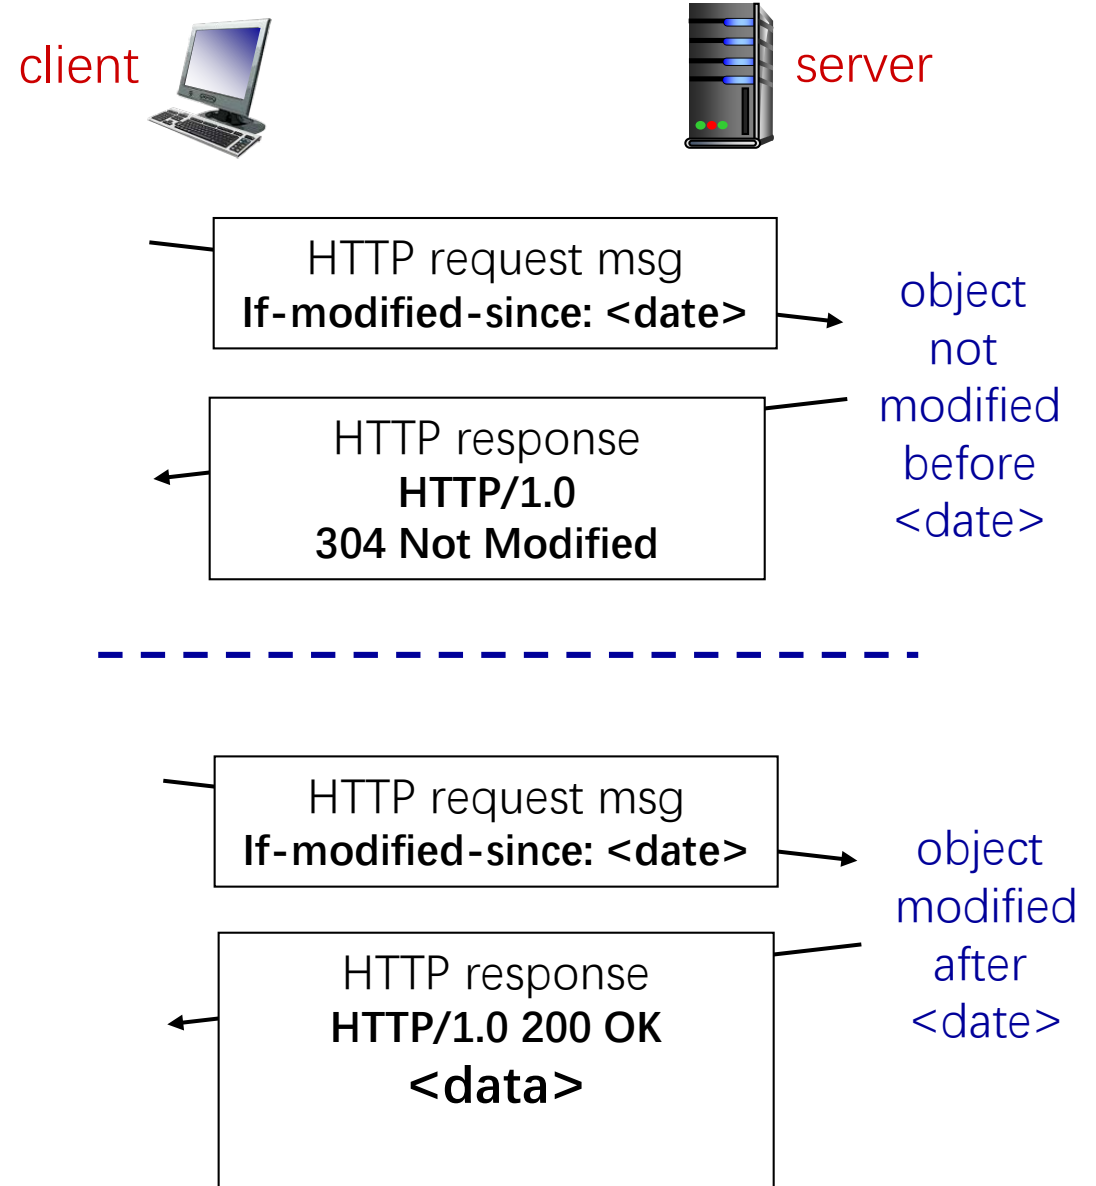 client
server
HTTP request msg
If-modified-since: <date>
object
not
modified
before
<date>
HTTP response
HTTP/1.0
304 Not Modified
HTTP request msg
If-modified-since: <date>
object
modified
after
<date>
HTTP response
HTTP/1.0 200 OK
<data>